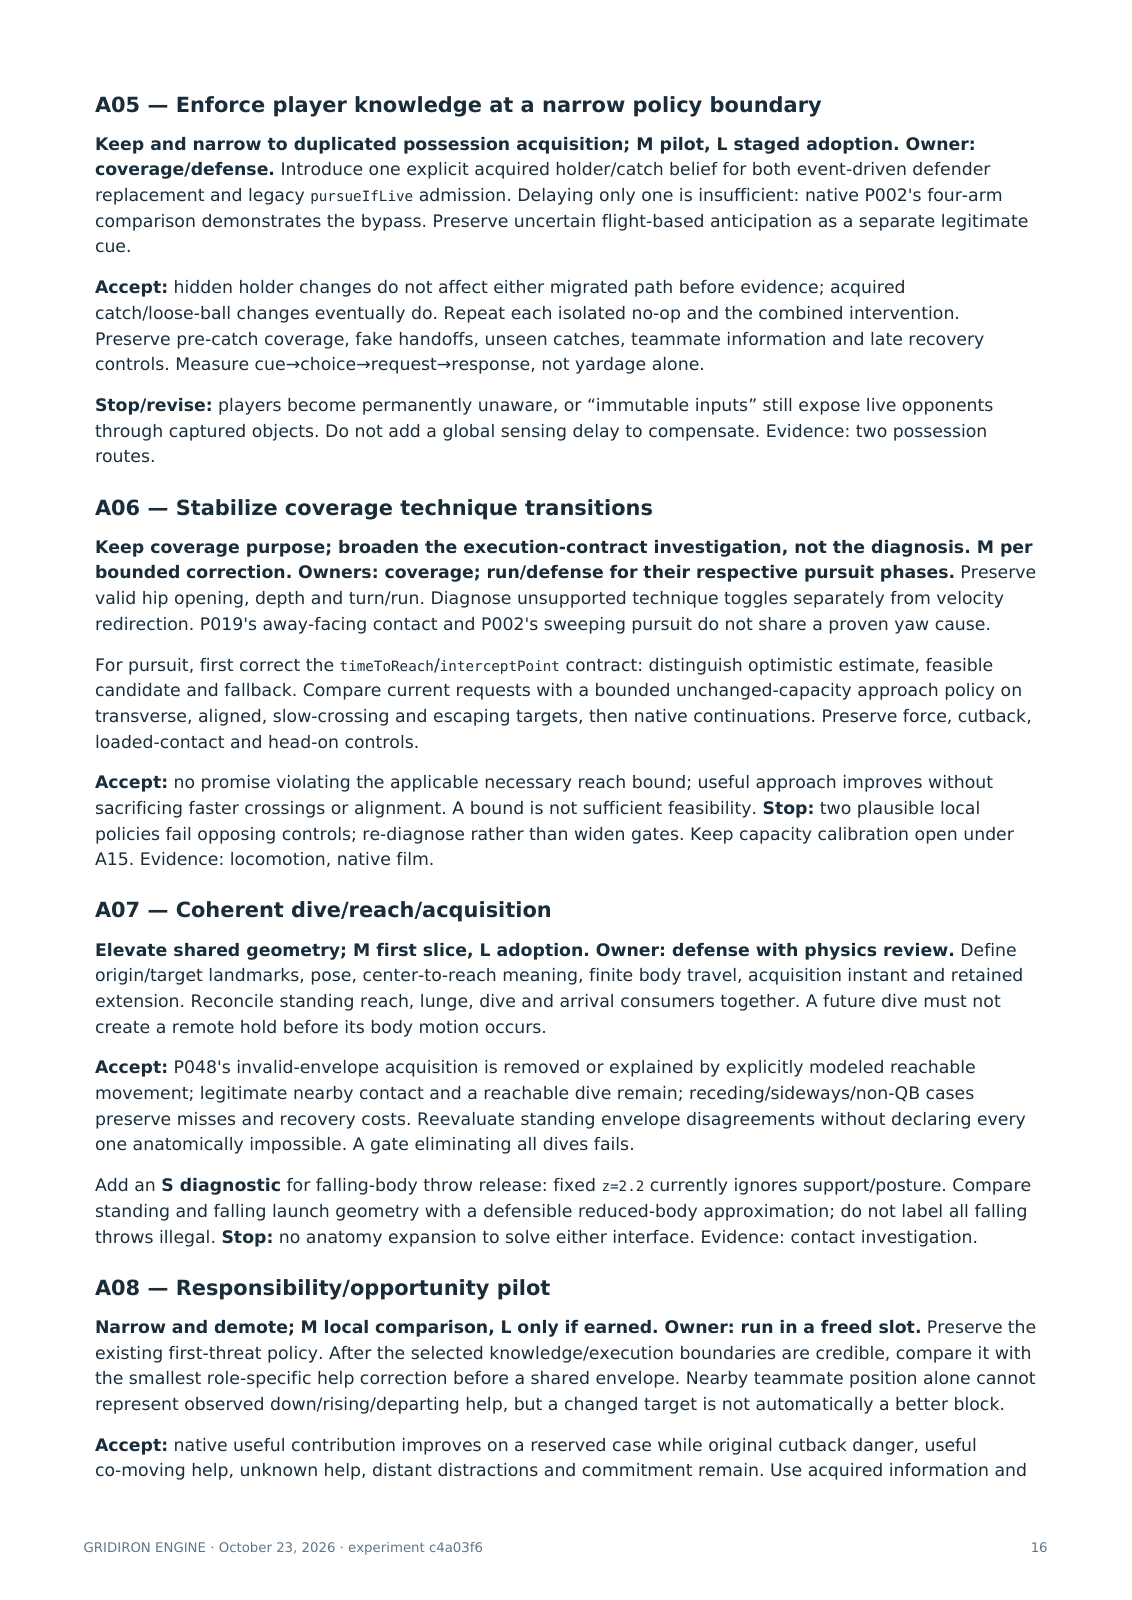 A05 — Enforce player knowledge at a narrow policy boundary
Keep and narrow to duplicated possession acquisition; M pilot, L staged adoption. Owner:
coverage/defense. Introduce one explicit acquired holder/catch belief for both event-driven defender
replacement and legacy pursueIfLive admission. Delaying only one is insufficient: native P002's four-arm
comparison demonstrates the bypass. Preserve uncertain flight-based anticipation as a separate legitimate
cue.
Accept: hidden holder changes do not affect either migrated path before evidence; acquired
catch/loose-ball changes eventually do. Repeat each isolated no-op and the combined intervention.
Preserve pre-catch coverage, fake handoffs, unseen catches, teammate information and late recovery
controls. Measure cue→choice→request→response, not yardage alone.
Stop/revise: players become permanently unaware, or “immutable inputs” still expose live opponents
through captured objects. Do not add a global sensing delay to compensate. Evidence: two possession
routes.
A06 — Stabilize coverage technique transitions
Keep coverage purpose; broaden the execution-contract investigation, not the diagnosis. M per
bounded correction. Owners: coverage; run/defense for their respective pursuit phases. Preserve
valid hip opening, depth and turn/run. Diagnose unsupported technique toggles separately from velocity
redirection. P019's away-facing contact and P002's sweeping pursuit do not share a proven yaw cause.
For pursuit, first correct the timeToReach/interceptPoint contract: distinguish optimistic estimate, feasible
candidate and fallback. Compare current requests with a bounded unchanged-capacity approach policy on
transverse, aligned, slow-crossing and escaping targets, then native continuations. Preserve force, cutback,
loaded-contact and head-on controls.
Accept: no promise violating the applicable necessary reach bound; useful approach improves without
sacrificing faster crossings or alignment. A bound is not sufficient feasibility. Stop: two plausible local
policies fail opposing controls; re-diagnose rather than widen gates. Keep capacity calibration open under
A15. Evidence: locomotion, native film.
A07 — Coherent dive/reach/acquisition
Elevate shared geometry; M first slice, L adoption. Owner: defense with physics review. Define
origin/target landmarks, pose, center-to-reach meaning, finite body travel, acquisition instant and retained
extension. Reconcile standing reach, lunge, dive and arrival consumers together. A future dive must not
create a remote hold before its body motion occurs.
Accept: P048's invalid-envelope acquisition is removed or explained by explicitly modeled reachable
movement; legitimate nearby contact and a reachable dive remain; receding/sideways/non-QB cases
preserve misses and recovery costs. Reevaluate standing envelope disagreements without declaring every
one anatomically impossible. A gate eliminating all dives fails.
Add an S diagnostic for falling-body throw release: fixed z=2.2 currently ignores support/posture. Compare
standing and falling launch geometry with a defensible reduced-body approximation; do not label all falling
throws illegal. Stop: no anatomy expansion to solve either interface. Evidence: contact investigation.
A08 — Responsibility/opportunity pilot
Narrow and demote; M local comparison, L only if earned. Owner: run in a freed slot. Preserve the
existing first-threat policy. After the selected knowledge/execution boundaries are credible, compare it with
the smallest role-specific help correction before a shared envelope. Nearby teammate position alone cannot
represent observed down/rising/departing help, but a changed target is not automatically a better block.
Accept: native useful contribution improves on a reserved case while original cutback danger, useful
co-moving help, unknown help, distant distractions and commitment remain. Use acquired information and
GRIDIRON ENGINE · October 23, 2026 · experiment c4a03f6
16